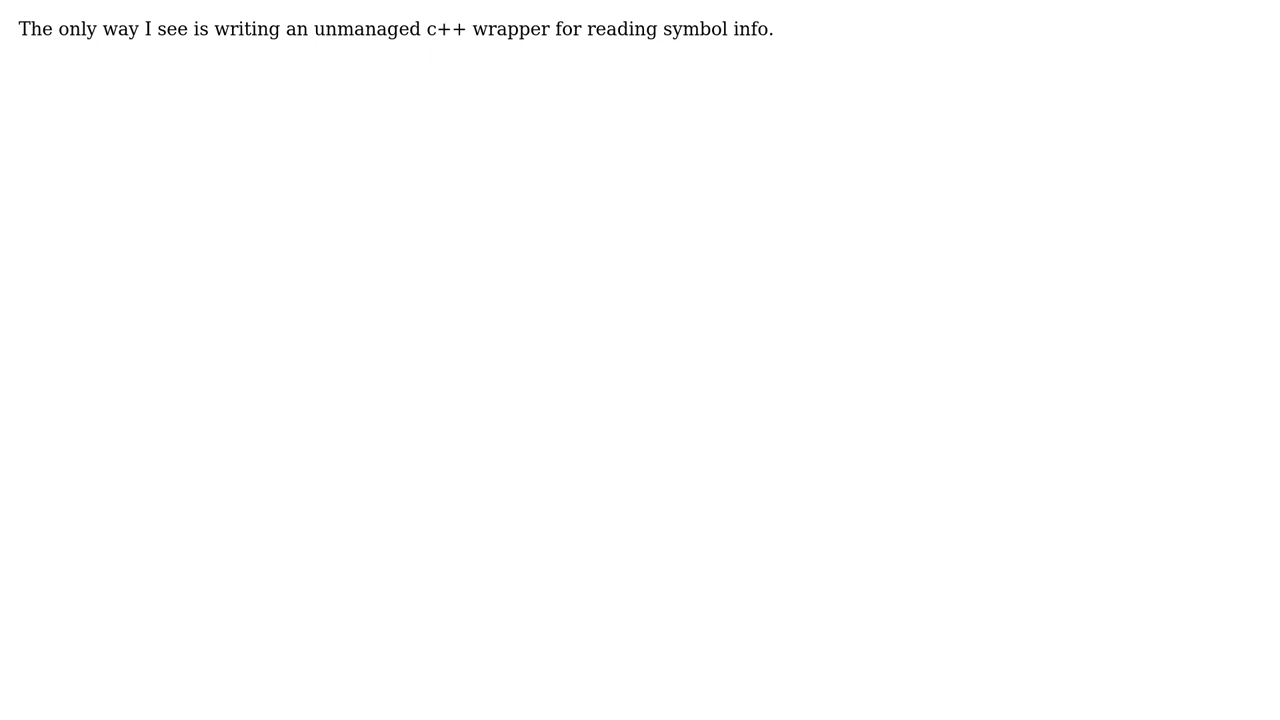 The only way I see is writing an unmanaged c++ wrapper for reading symbol info.